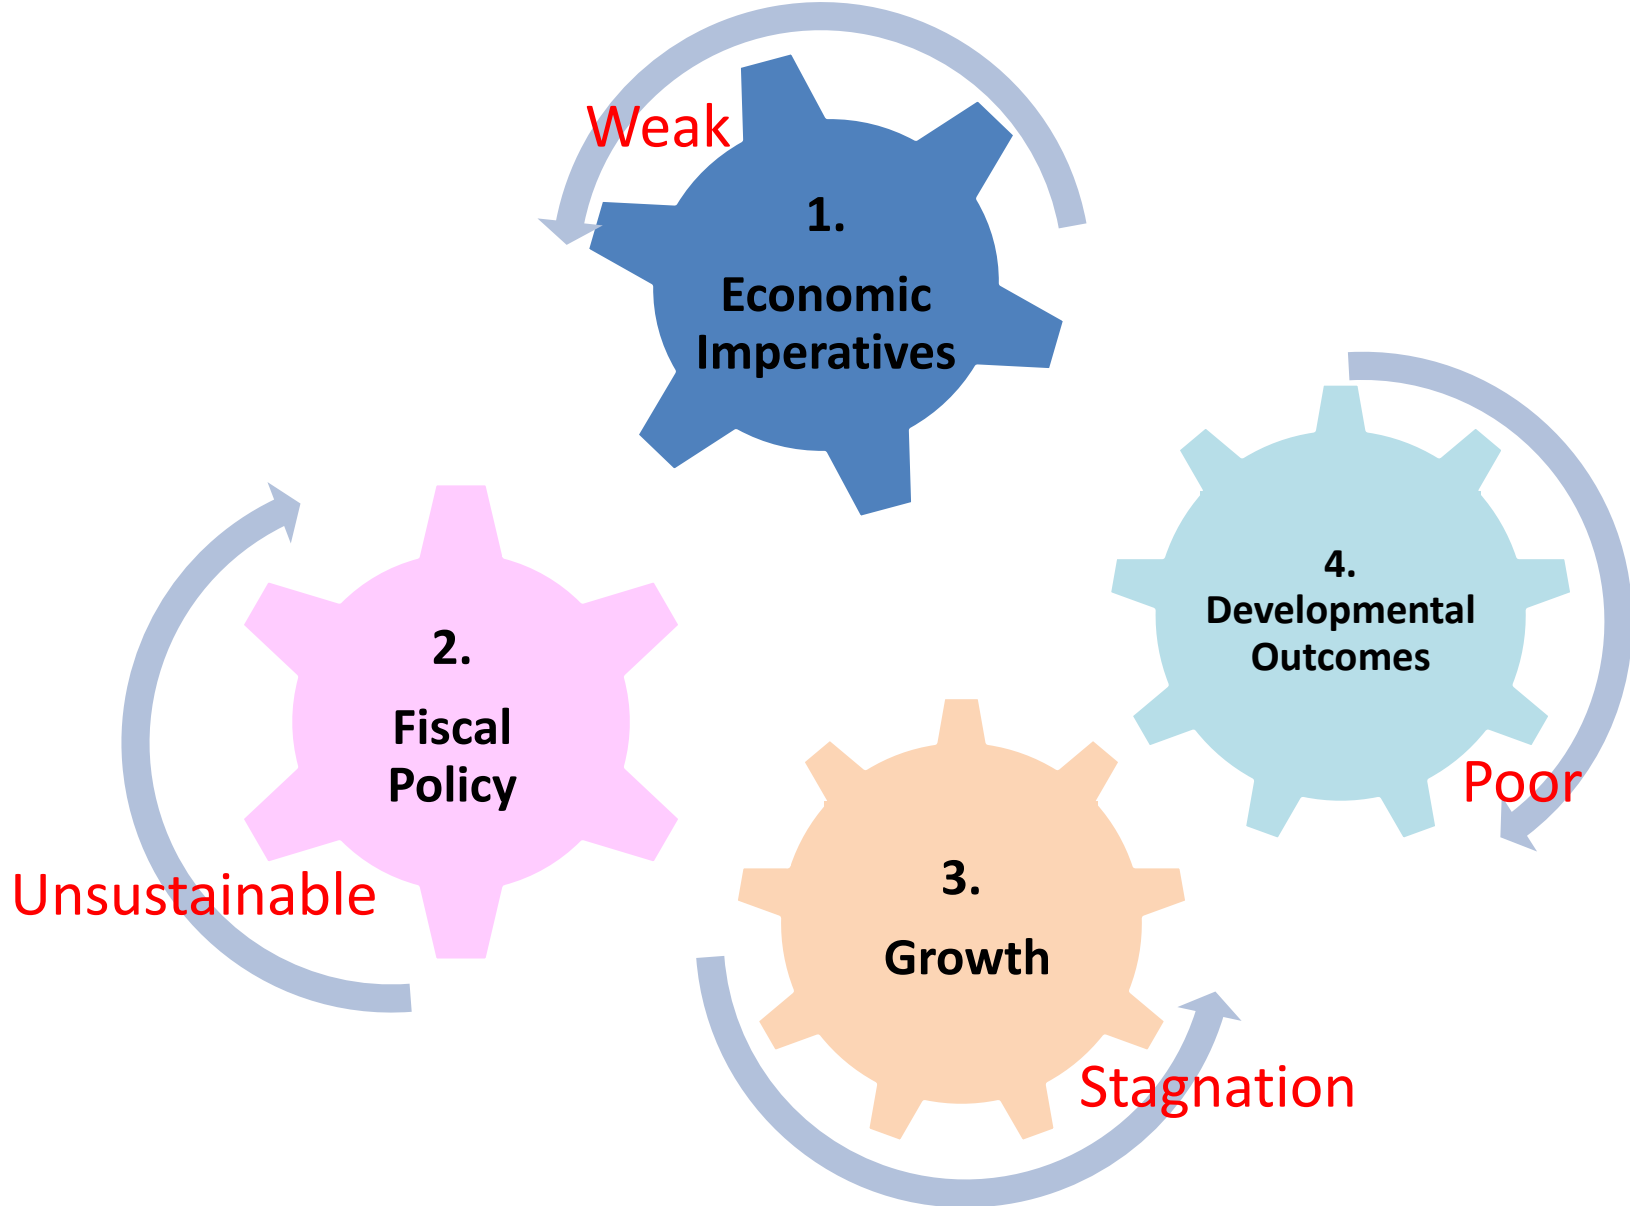 Weak
1.
Economic
Imperatives
Unsustainable
2.
Fiscal
Policy
3.
Growth
Stagnation
4.
Developmental
Outcomes
Poor